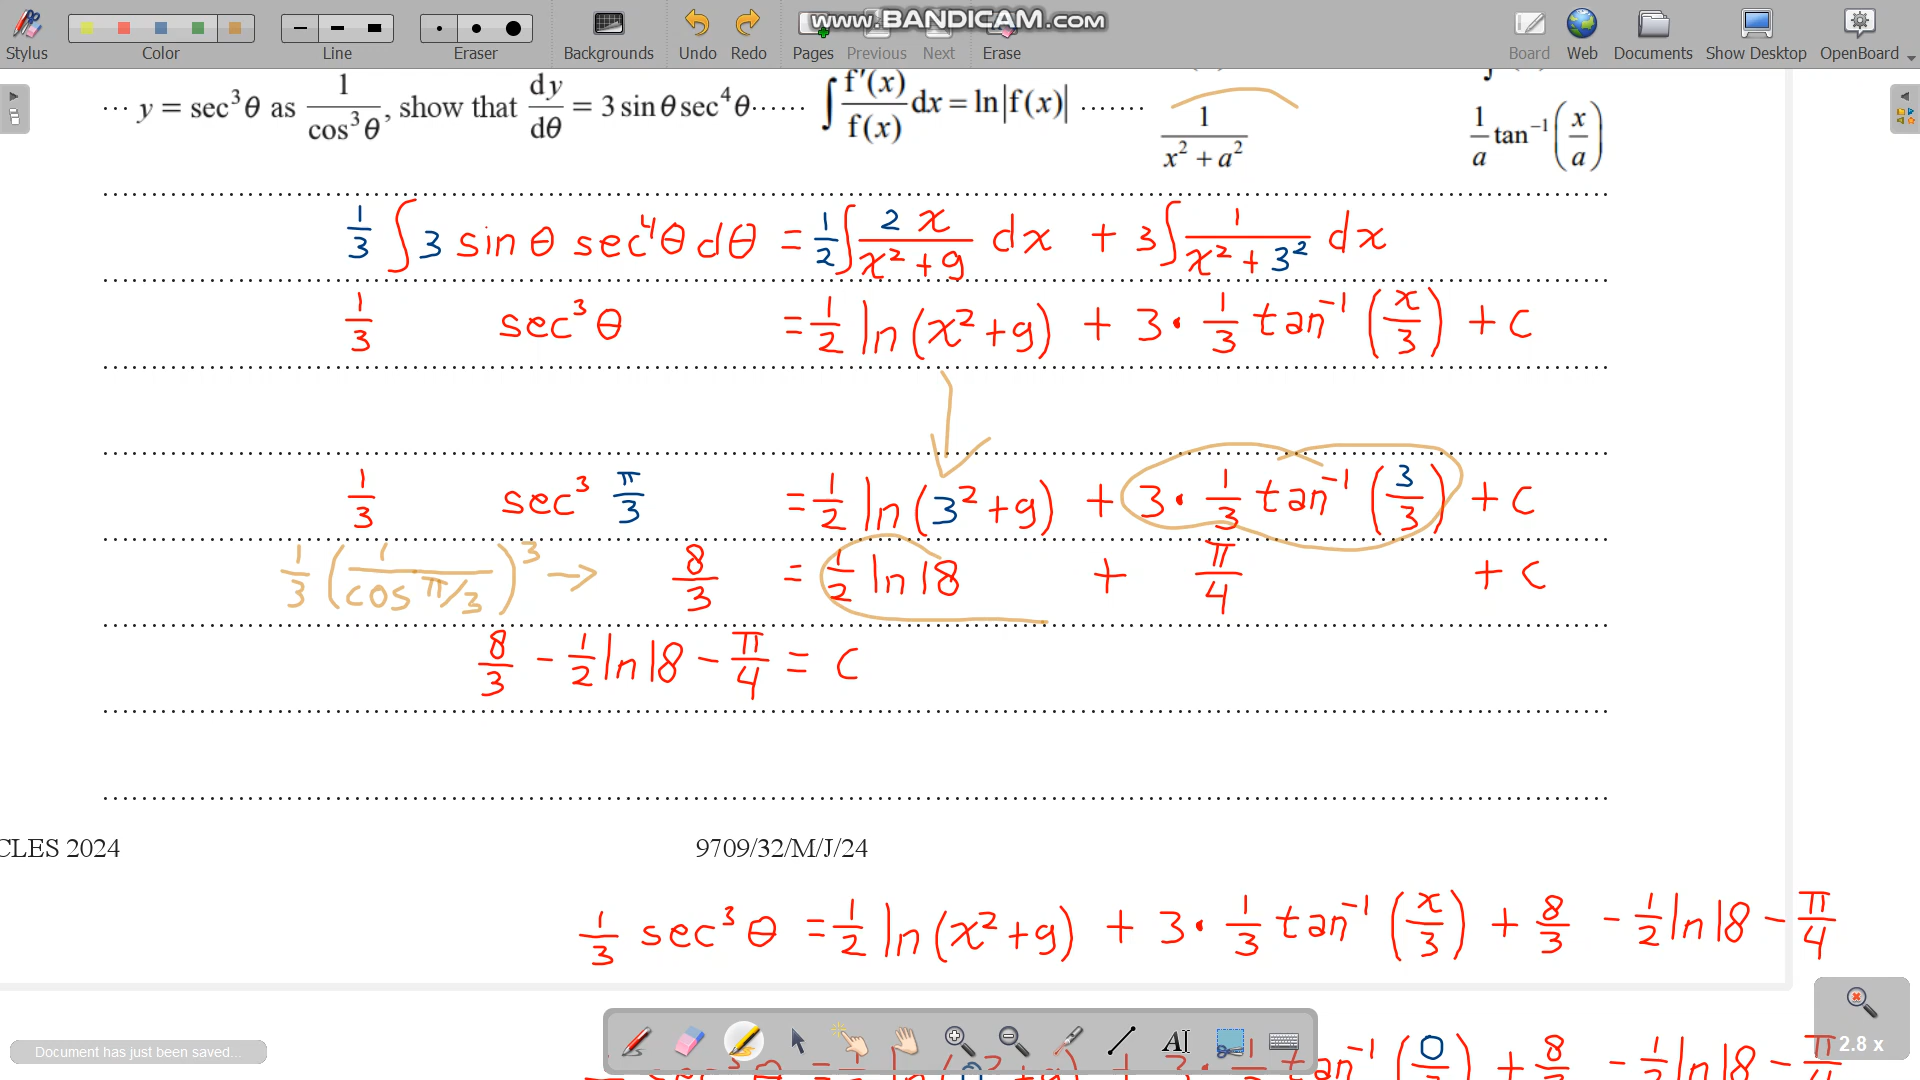 www.BANDICAM.com
Stylus Color Line Eraser Backgrounds Undo Redo Pages Previous Next Erase Board Web Documents Show Desktop OpenBoard
... y = sec³θ as 1/cos³θ, show that dy/dθ = 3 sinθ sec⁴θ...... ∫ f′(x)/f(x) dx = ln|f(x)| ....... 1/(x² + a²) 1/a tan⁻¹(x/a)
1/3 ∫ 3 sin θ sec⁴θ dθ = 1/2 ∫ 2x/(x² + 9) dx + 3 ∫ 1/(x² + 3²) dx
1/3 sec³ θ = 1/2 ln(x² + 9) + 3 · 1/3 tan⁻¹(x/3) + c
1/3 sec³ π/3 = 1/2 ln(3² + 9) + 3 · 1/3 tan⁻¹(3/3) + c
1/3 (1/cos π/3)³ → 8/3 = 1/2 ln 18 + π/4 + c
8/3 - 1/2 ln 18 - π/4 = c
CLES 2024 9709/32/M/J/24
1/3 sec³ θ = 1/2 ln(x² + 9) + 3 · 1/3 tan⁻¹(x/3) + 8/3 - 1/2 ln 18 - π/4
2.8 x
Document has just been saved...